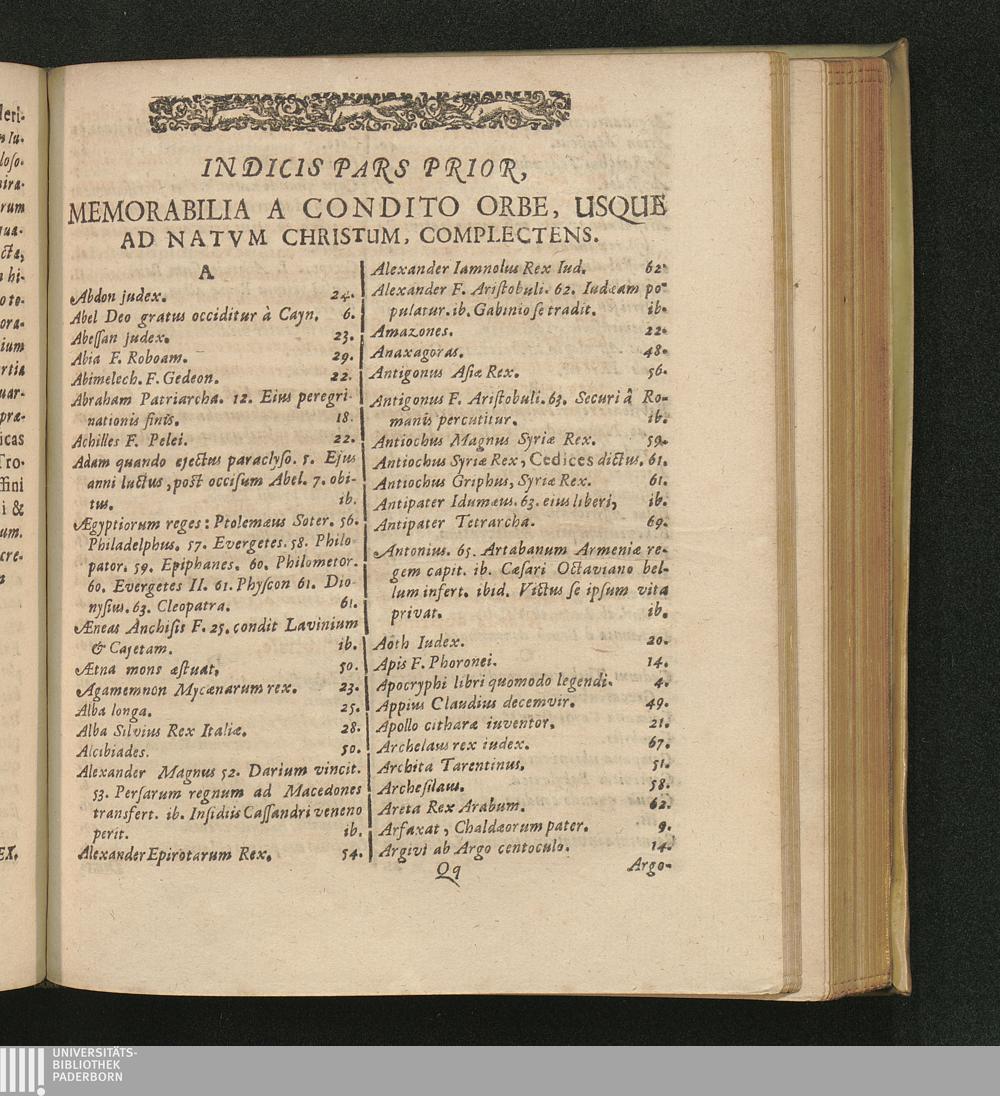 INDICIS PARS PRIOR,
MEMORABILIA A CONDITO ORBE, USQUE
AD NATVM CHRISTUM, COMPLECTENS.
A
Abdon judex. 24.
Abel Deo gratus occiditur à Cayn. 6.
Abeſſan judex. 23.
Abia F. Roboam. 29.
Abimelech. F. Gedeon. 22.
Abraham Patriarcha. 12. Eius peregri-
nationis finis. 18.
Achilles F. Pelei. 22.
Adam quando ejectus paradyſo. 5. Ejus
anni luctus, poſt occiſum Abel. 7. obi-
tus. ib.
Ægyptiorum reges: Ptolemæus Soter. 56.
Philadelphus. 57. Evergetes. 58. Philo
pator. 59. Epiphanes. 60. Philometor.
60. Evergetes II. 61. Phyſcon 61. Dio-
nyſius. 63. Cleopatra. 61.
Æneas Anchiſis F. 25. condit Lavinium
& Cajetam. ib.
Ætna mons æſtuat. 50.
Agamemnon Mycænarum rex. 23.
Alba longa. 25.
Alba Silvius Rex Italiæ. 28.
Alcibiades. 50.
Alexander Magnus 52. Darium vincit.
53. Perſarum regnum ad Macedones
transfert. ib. Inſidiis Caſſandri veneno
perit. ib.
Alexander Epirotarum Rex. 54.
Alexander Iamnolus Rex Iud. 62.
Alexander F. Ariſtobuli. 62. Iudæam po-
pulatur. ib. Gabinio ſe tradit. ib.
Amazones. 22.
Anaxagoras. 48.
Antigonus Aſiæ Rex. 56.
Antigonus F. Ariſtobuli. 63. Securi â Ro-
manis percutitur. ib.
Antiochus Magnus Syriæ Rex. 59.
Antiochus Syriæ Rex, Cedices dictus. 61.
Antiochus Griphus, Syriæ Rex. 61.
Antipater Idumæus. 63. eius liberi, ib.
Antipater Tetrarcha. 69.
Antonius. 65. Artabanum Armeniæ re-
gem capit. ib. Cæſari Octaviano bel-
lum infert. ibid. Victus ſe ipſum vita
privat. ib.
Aoth Iudex. 20.
Apis F. Phoronei. 14.
Apocryphi libri quomodo legendi. 4.
Appius Claudius decemvir. 49.
Apollo citharæ inventor. 21.
Archelaus rex iudex. 67.
Archita Tarentinus. 51.
Archeſilaus. 58.
Areta Rex Arabum. 62.
Arfaxat, Chaldæorum pater. 9.
Argivi ab Argo centoculo. 14.
Qq
Argo-
UNIVERSITÄTS-
BIBLIOTHEK
PADERBORN